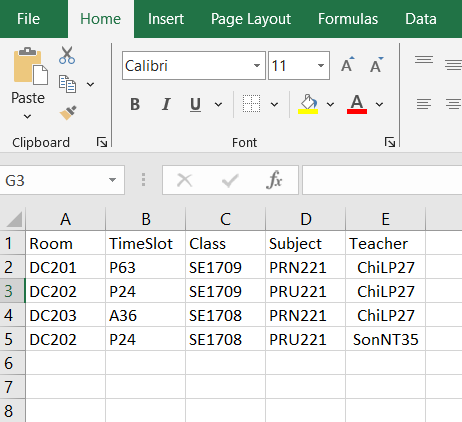 File Home Insert Page Layout Formulas Data
Calibri 11 A A
Paste B I U A
Clipboard Font
G3 fx
A B C D E
1 Room TimeSlot Class Subject Teacher
2 DC201 P63 SE1709 PRN221 ChiLP27
3 DC202 P24 SE1709 PRU221 ChiLP27
4 DC203 A36 SE1708 PRN221 ChiLP27
5 DC202 P24 SE1708 PRU221 SonNT35
6
7
8